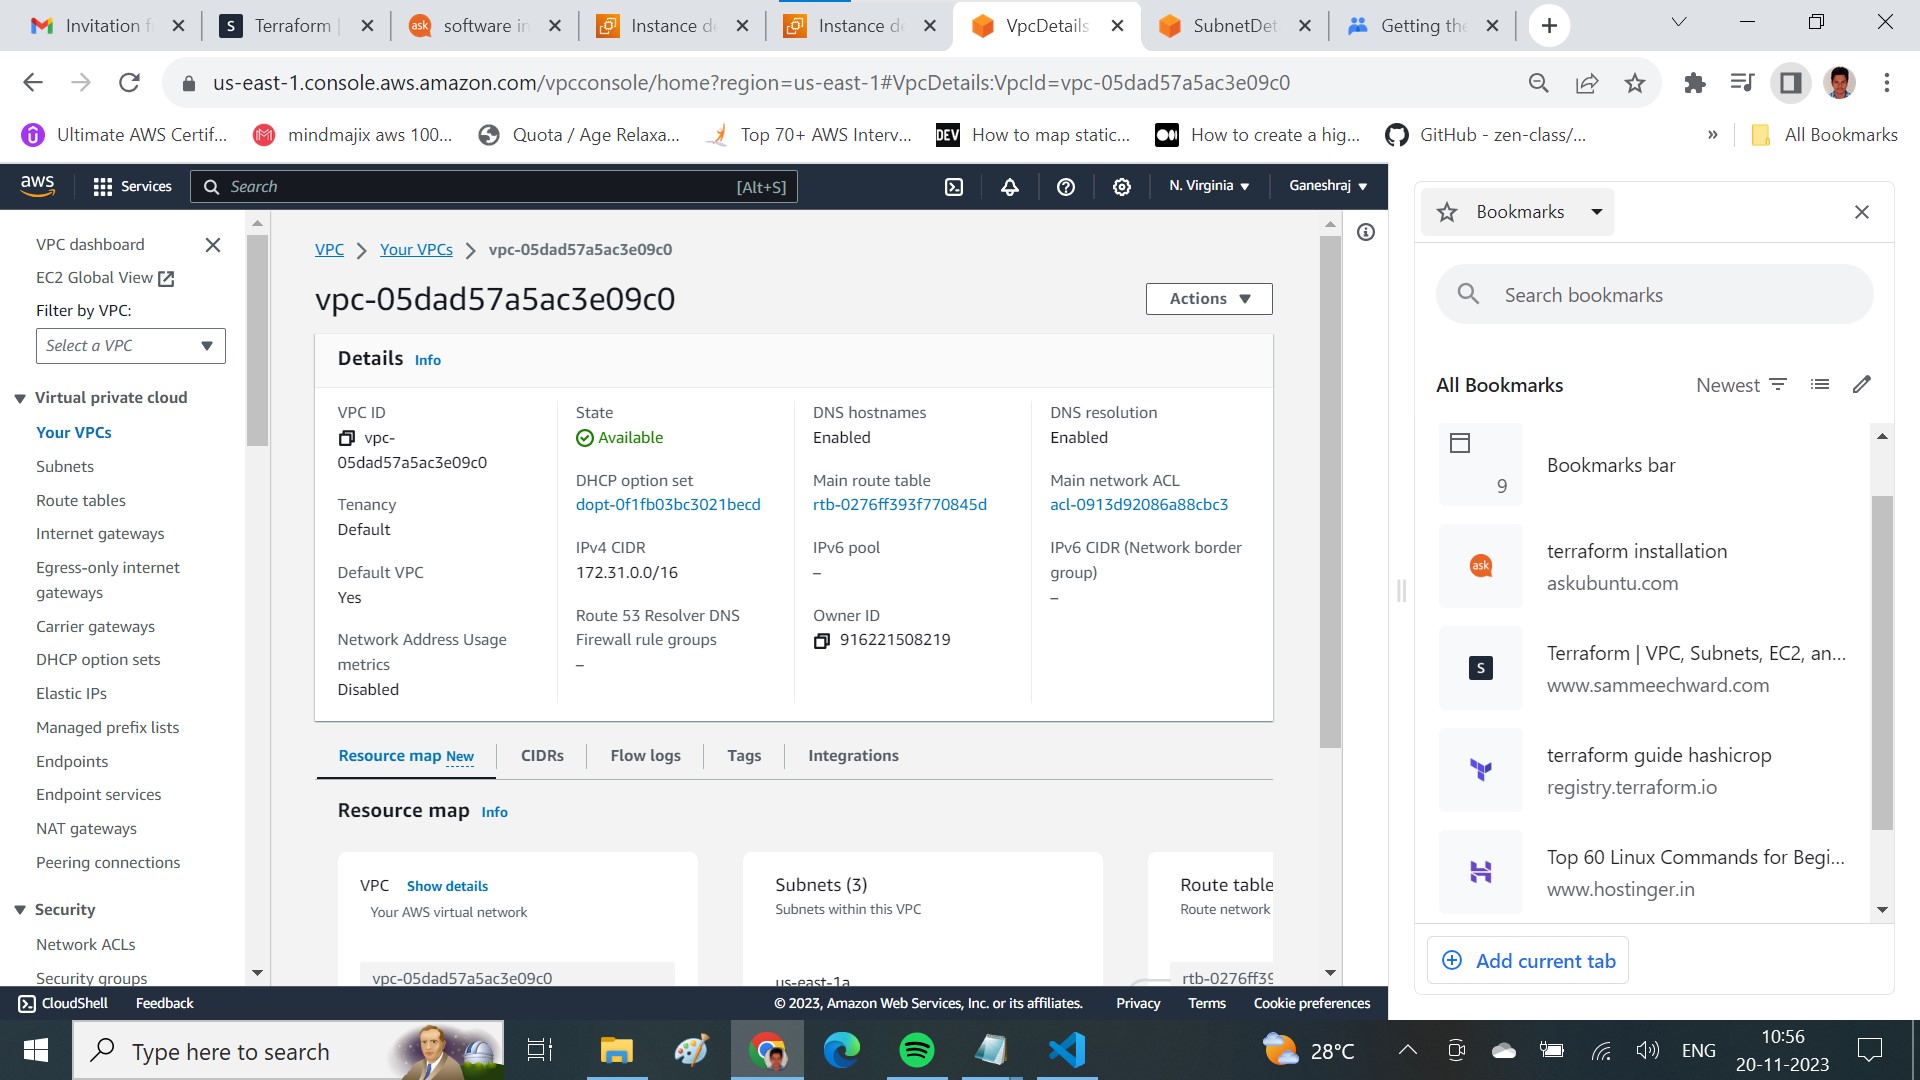 Invitation f
Terraform |
software in
Instance de
Instance de
VpcDetails
SubnetDet
Getting the
us-east-1.console.aws.amazon.com/vpcconsole/home?region=us-east-1#VpcDetails:VpcId=vpc-05dad57a5ac3e09c0
Ultimate AWS Certif...
mindmajix aws 100...
Quota / Age Relaxa...
Top 70+ AWS Interv...
DEV How to map static...
How to create a hig...
GitHub - zen-class/...
»
All Bookmarks
aws
Services
Search
[Alt+S]
N. Virginia
Ganeshraj
VPC dashboard
EC2 Global View
Filter by VPC:
Select a VPC
Virtual private cloud
Your VPCs
Subnets
Route tables
Internet gateways
Egress-only internet
gateways
Carrier gateways
DHCP option sets
Elastic IPs
Managed prefix lists
Endpoints
Endpoint services
NAT gateways
Peering connections
Security
Network ACLs
Security groups
VPC
Your VPCs
vpc-05dad57a5ac3e09c0
vpc-05dad57a5ac3e09c0
Actions
Details Info
VPC ID
vpc-
05dad57a5ac3e09c0
Tenancy
Default
Default VPC
Yes
Network Address Usage
metrics
Disabled
State
Available
DHCP option set
dopt-0f1fb03bc3021becd
IPv4 CIDR
172.31.0.0/16
Route 53 Resolver DNS
Firewall rule groups
–
DNS hostnames
Enabled
Main route table
rtb-0276ff393f770845d
IPv6 pool
–
Owner ID
916221508219
DNS resolution
Enabled
Main network ACL
acl-0913d92086a88cbc3
IPv6 CIDR (Network border
group)
–
Resource map New
CIDRs
Flow logs
Tags
Integrations
Resource map Info
VPC Show details
Your AWS virtual network
vpc-05dad57a5ac3e09c0
Subnets (3)
Subnets within this VPC
us-east-1a
Route table
Route network
rtb-0276ff39
Bookmarks
Search bookmarks
All Bookmarks
Newest
9
Bookmarks bar
ask
terraform installation
askubuntu.com
S
Terraform | VPC, Subnets, EC2, an...
www.sammeechward.com
terraform guide hashicrop
registry.terraform.io
Top 60 Linux Commands for Begi...
www.hostinger.in
Add current tab
CloudShell
Feedback
© 2023, Amazon Web Services, Inc. or its affiliates.
Privacy
Terms
Cookie preferences
Type here to search
28°C
ENG
10:56
20-11-2023